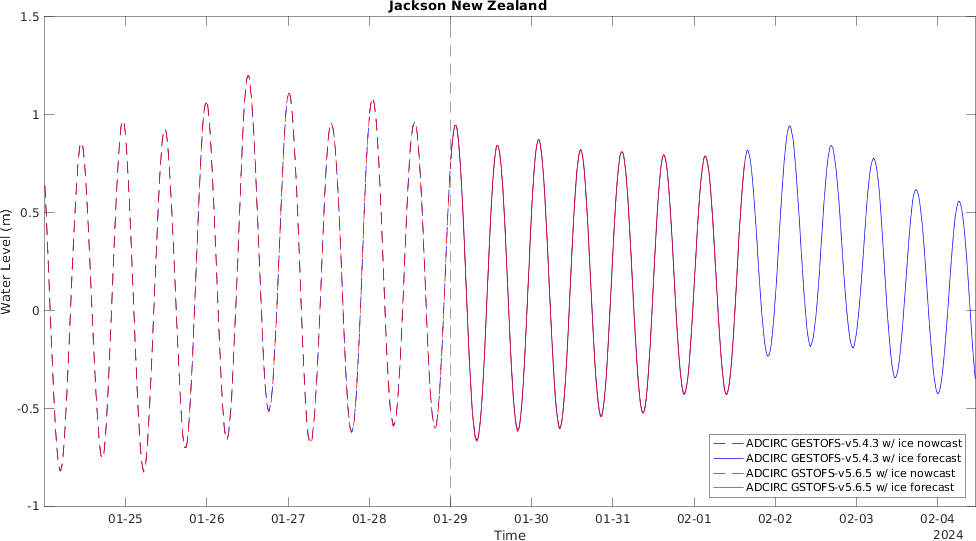 Jackson New Zealand
Water Level (m)
1.5
1
0.5
0
-0.5
-1
01-25 01-26 01-27 01-28 01-29 01-30 01-31 02-01 02-02 02-03 02-04
2024
Time
ADCIRC GESTOFS-v5.4.3 w/ ice nowcast
ADCIRC GESTOFS-v5.4.3 w/ ice forecast
ADCIRC GSTOFS-v5.6.5 w/ ice nowcast
ADCIRC GSTOFS-v5.6.5 w/ ice forecast